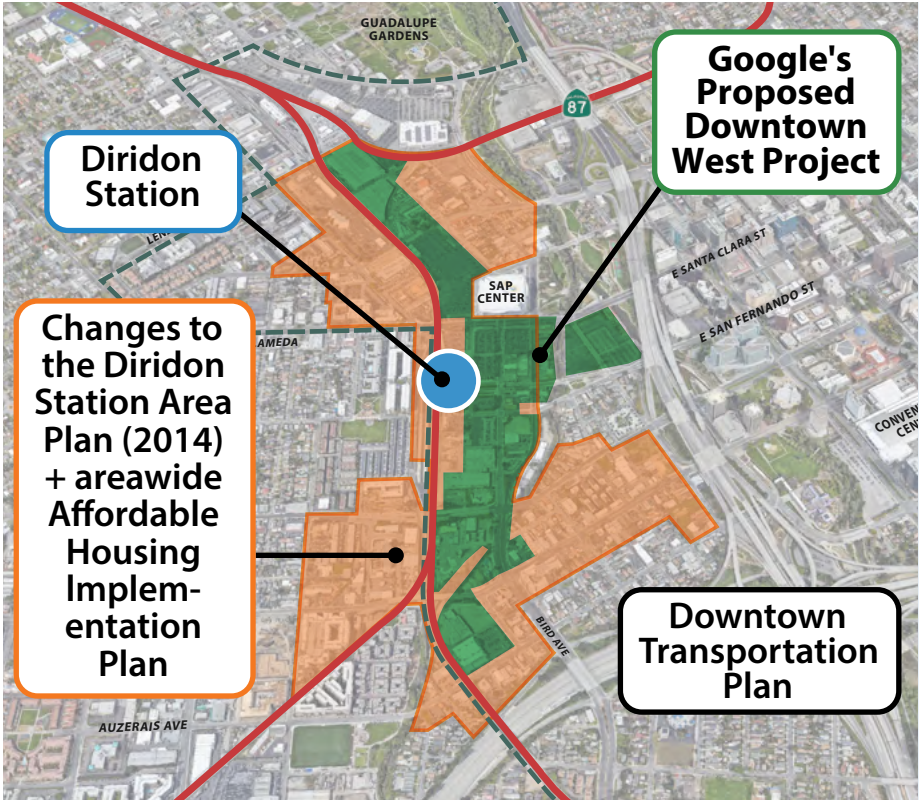 GUADALUPE
GARDENS
Google's
Proposed
Downtown
West Project
87
Diridon
Station
E SANTA CLARA ST
SAP
CENTER
E SAN FERNANDO ST
Changes to
the Diridon
Station Area
Plan (2014)
+ areawide
Affordable
Housing
Implem-
entation
Plan
AMEDA
CONVEN
CEN
Downtown
Transportation
Plan
BIRD AVE
AUZERAIS AVE